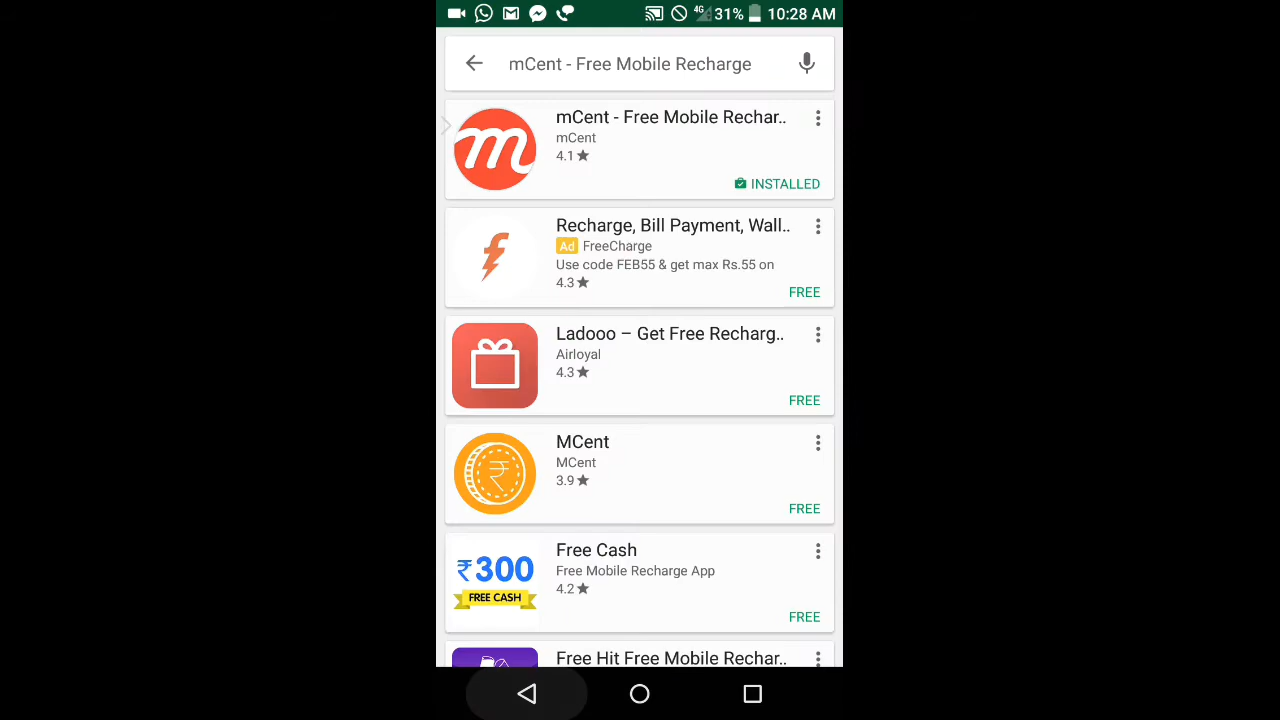 4G 31% 10:28 AM
mCent - Free Mobile Recharge
m
mCent - Free Mobile Rechar..
mCent
4.1★
INSTALLED
Recharge, Bill Payment, Wall..
Ad FreeCharge
Use code FEB55 & get max Rs.55 on
4.3★
FREE
Ladooo – Get Free Recharg..
Airloyal
4.3★
FREE
₹
MCent
MCent
3.9★
FREE
₹300
FREE CASH
Free Cash
Free Mobile Recharge App
4.2★
FREE
Free Hit Free Mobile Rechar..